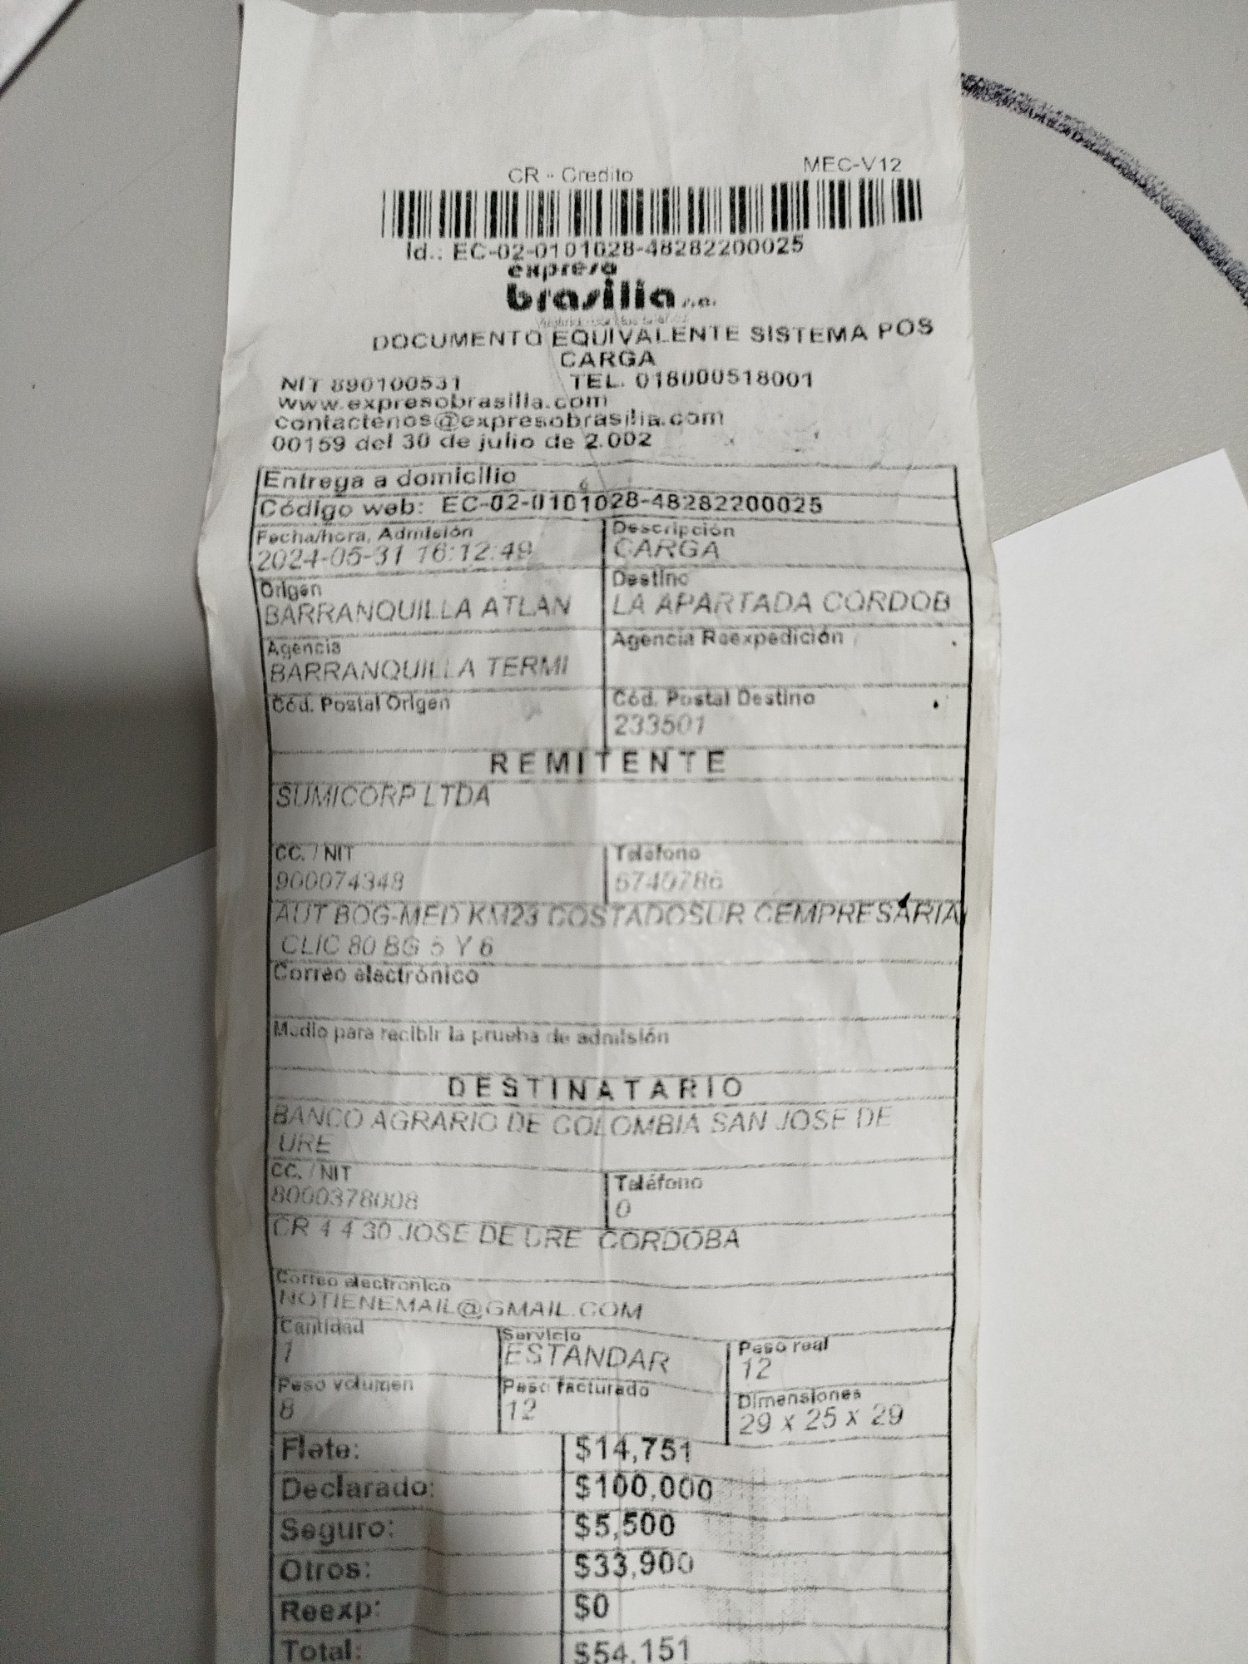 CR - Credito MEC-V12
Id.: EC-02-0101028-48282200025
expreso
brasilia s.a.
DOCUMENTO EQUIVALENTE SISTEMA POS
CARGA
NIT 890100531 TEL. 018000518001
www.expresobrasilia.com
contactenos@expresobrasilia.com
00159 del 30 de julio de 2.002
Entrega a domicilio
Código web: EC-02-0101028-48282200025
Fecha/hora, Admisión Descripción
2024-05-31 16:12:49 CARGA
Origen Destino
BARRANQUILLA ATLAN LA APARTADA CORDOB
Agencia Agencia Reexpedición
BARRANQUILLA TERMI
Cód. Postal Origen Cód. Postal Destino
233501
REMITENTE
SUMICORP LTDA
CC. / NIT Teléfono
900074348 6740786
AUT BOG-MED KM23 COSTADOSUR CEMPRESARIA
CLIC 80 BG 5 Y 6
Correo electrónico
Medio para recibir la prueba de admisión
DESTINATARIO
BANCO AGRARIO DE COLOMBIA SAN JOSE DE
URE
CC. / NIT Teléfono
8000378008 0
CR 4 4 30 JOSE DE URE CORDOBA
Correo electrónico
NOTIENEMAIL@GMAIL.COM
Cantidad Servicio Peso real
1 ESTANDAR 12
Peso volumen Peso facturado Dimensiones
8 12 29 x 25 x 29
Flete: $14,751
Declarado: $100,000
Seguro: $5,500
Otros: $33,900
Reexp: $0
Total: $54,151